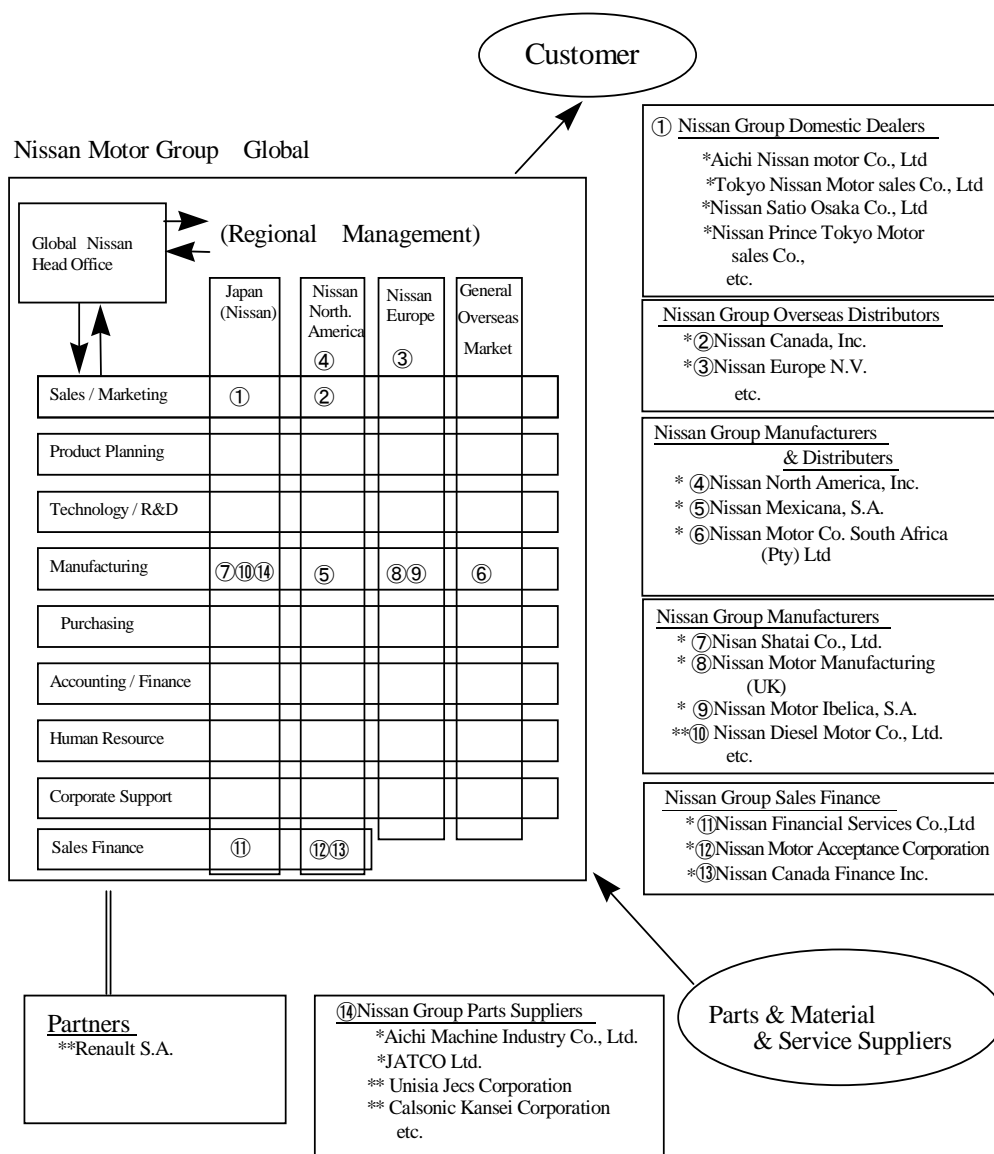 Customer
Nissan Motor Group Global
Global Nissan
Head Office
(Regional Management)
Japan
(Nissan)
Nissan
North.
America
④
Nissan
Europe
③
General
Overseas
Market
Sales / Marketing ① ②
Product Planning
Technology / R&D
Manufacturing ⑦⑩⑭ ⑤ ⑧⑨ ⑥
Purchasing
Accounting / Finance
Human Resource
Corporate Support
Sales Finance ⑪ ⑫⑬
① Nissan Group Domestic Dealers
*Aichi Nissan motor Co., Ltd
*Tokyo Nissan Motor sales Co., Ltd
*Nissan Satio Osaka Co., Ltd
*Nissan Prince Tokyo Motor
sales Co.,
etc.
Nissan Group Overseas Distributors
*②Nissan Canada, Inc.
*③Nissan Europe N.V.
etc.
Nissan Group Manufacturers
& Distributers
* ④Nissan North America, Inc.
* ⑤Nissan Mexicana, S.A.
* ⑥Nissan Motor Co. South Africa
(Pty) Ltd
Nissan Group Manufacturers
* ⑦Nisan Shatai Co., Ltd.
* ⑧Nissan Motor Manufacturing
(UK)
* ⑨Nissan Motor Ibelica, S.A.
**⑩ Nissan Diesel Motor Co., Ltd.
etc.
Nissan Group Sales Finance
*⑪Nissan Financial Services Co.,Ltd
*⑫Nissan Motor Acceptance Corporation
*⑬Nissan Canada Finance Inc.
Partners
**Renault S.A.
⑭Nissan Group Parts Suppliers
*Aichi Machine Industry Co., Ltd.
*JATCO Ltd.
** Unisia Jecs Corporation
** Calsonic Kansei Corporation
etc.
Parts & Material
& Service Suppliers